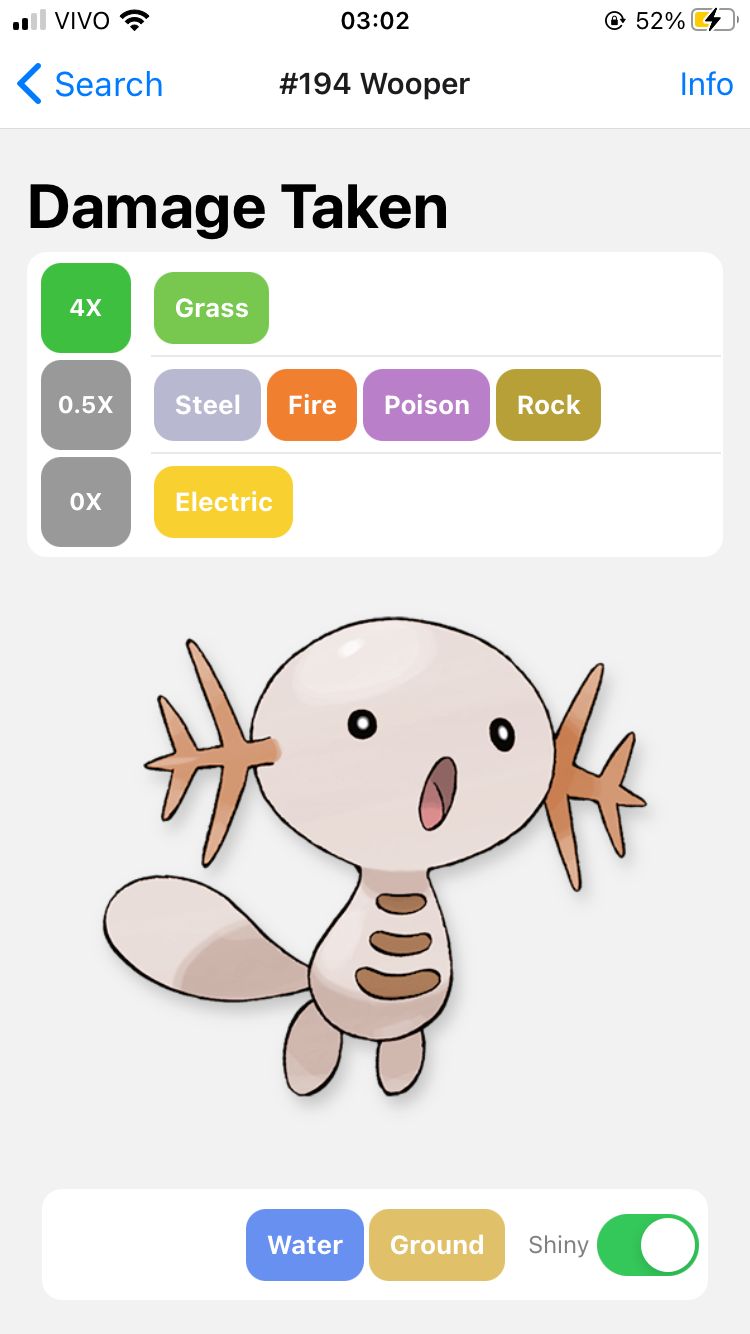 VIVO 03:02 52%
Search #194 Wooper Info
Damage Taken
4X Grass
0.5X Steel Fire Poison Rock
0X Electric
Water Ground Shiny